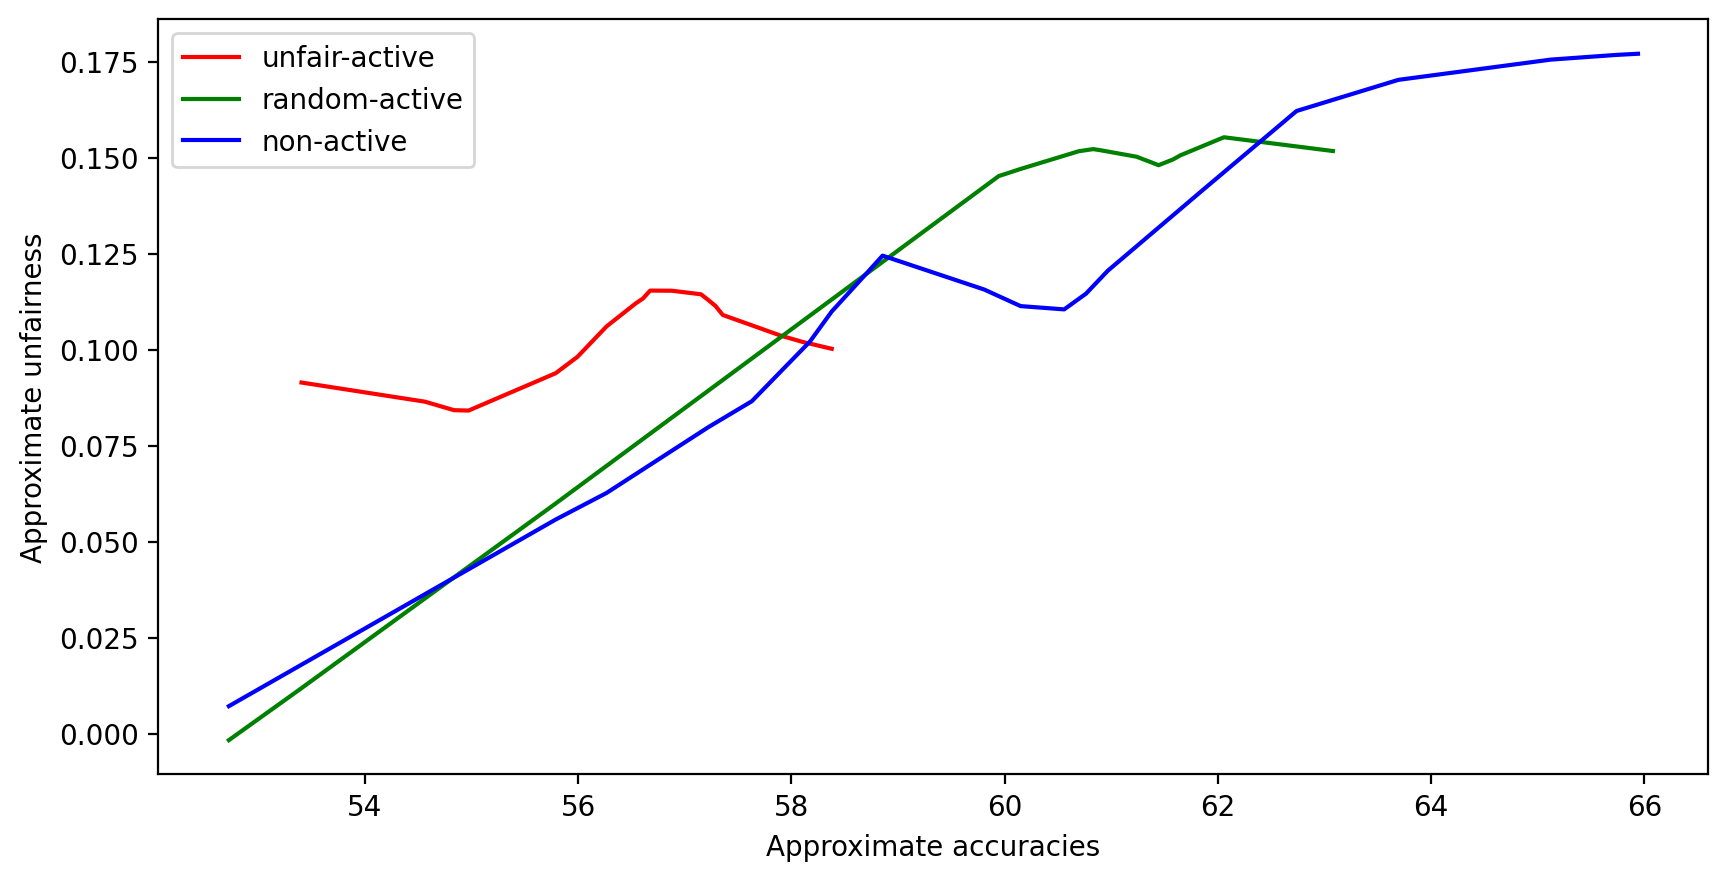 unfair-active
random-active
non-active
0.175
0.150
0.125
0.100
0.075
0.050
0.025
0.000
Approximate unfairness
54 56 58 60 62 64 66
Approximate accuracies